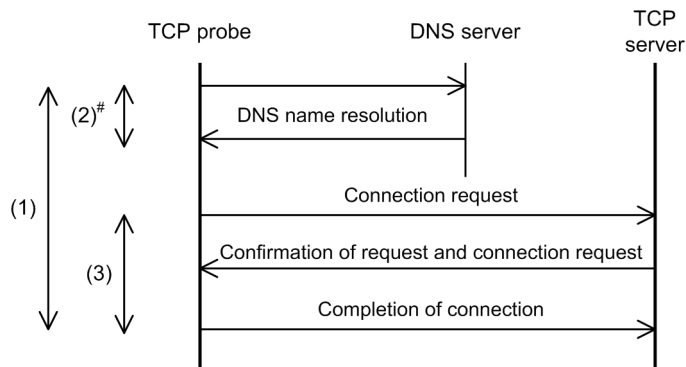 TCP probe
DNS server
TCP
server
(2)#
DNS name resolution
(1)
Connection request
(3)
Confirmation of request and connection request
Completion of connection